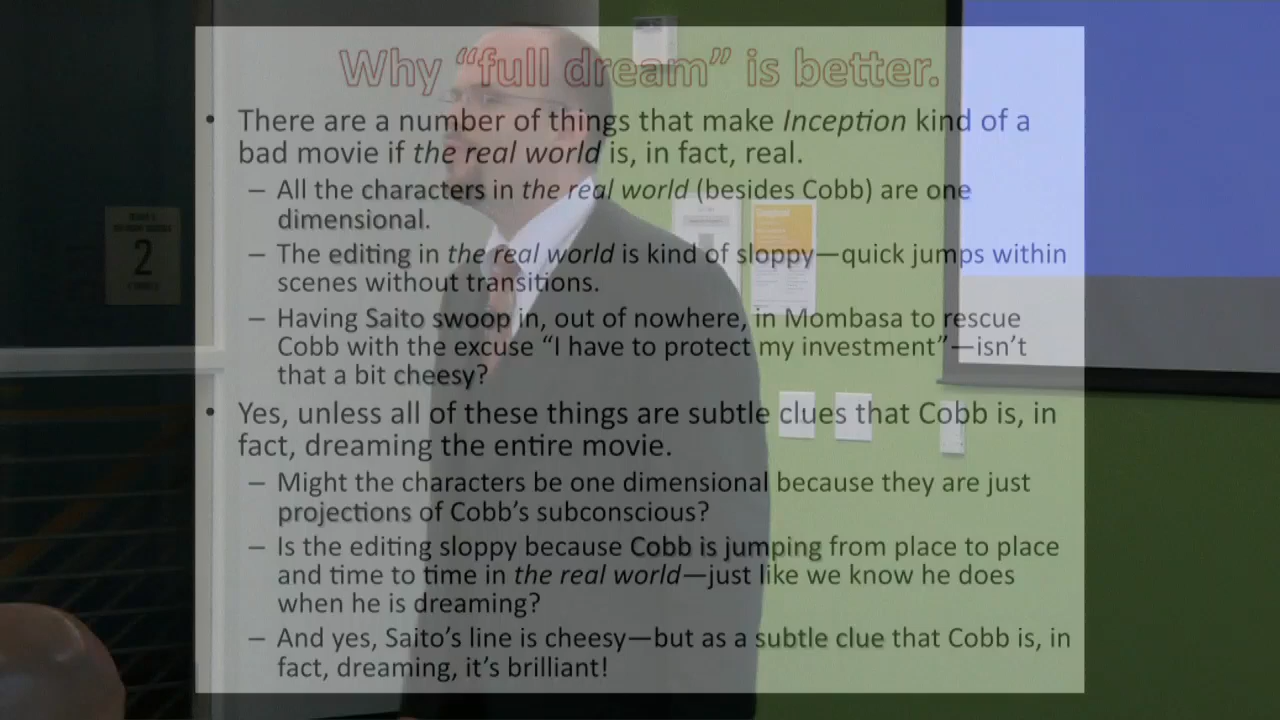 Why “full dream” is better.
• There are a number of things that make Inception kind of a
bad movie if the real world is, in fact, real.
– All the characters in the real world (besides Cobb) are one
dimensional.
– The editing in the real world is kind of sloppy—quick jumps within
scenes without transitions.
– Having Saito swoop in, out of nowhere, in Mombasa to rescue
Cobb with the excuse “I have to protect my investment”—isn’t
that a bit cheesy?
• Yes, unless all of these things are subtle clues that Cobb is, in
fact, dreaming the entire movie.
– Might the characters be one dimensional because they are just
projections of Cobb’s subconscious?
– Is the editing sloppy because Cobb is jumping from place to place
and time to time in the real world—just like we know he does
when he is dreaming?
– And yes, Saito’s line is cheesy—but as a subtle clue that Cobb is, in
fact, dreaming, it’s brilliant!
2